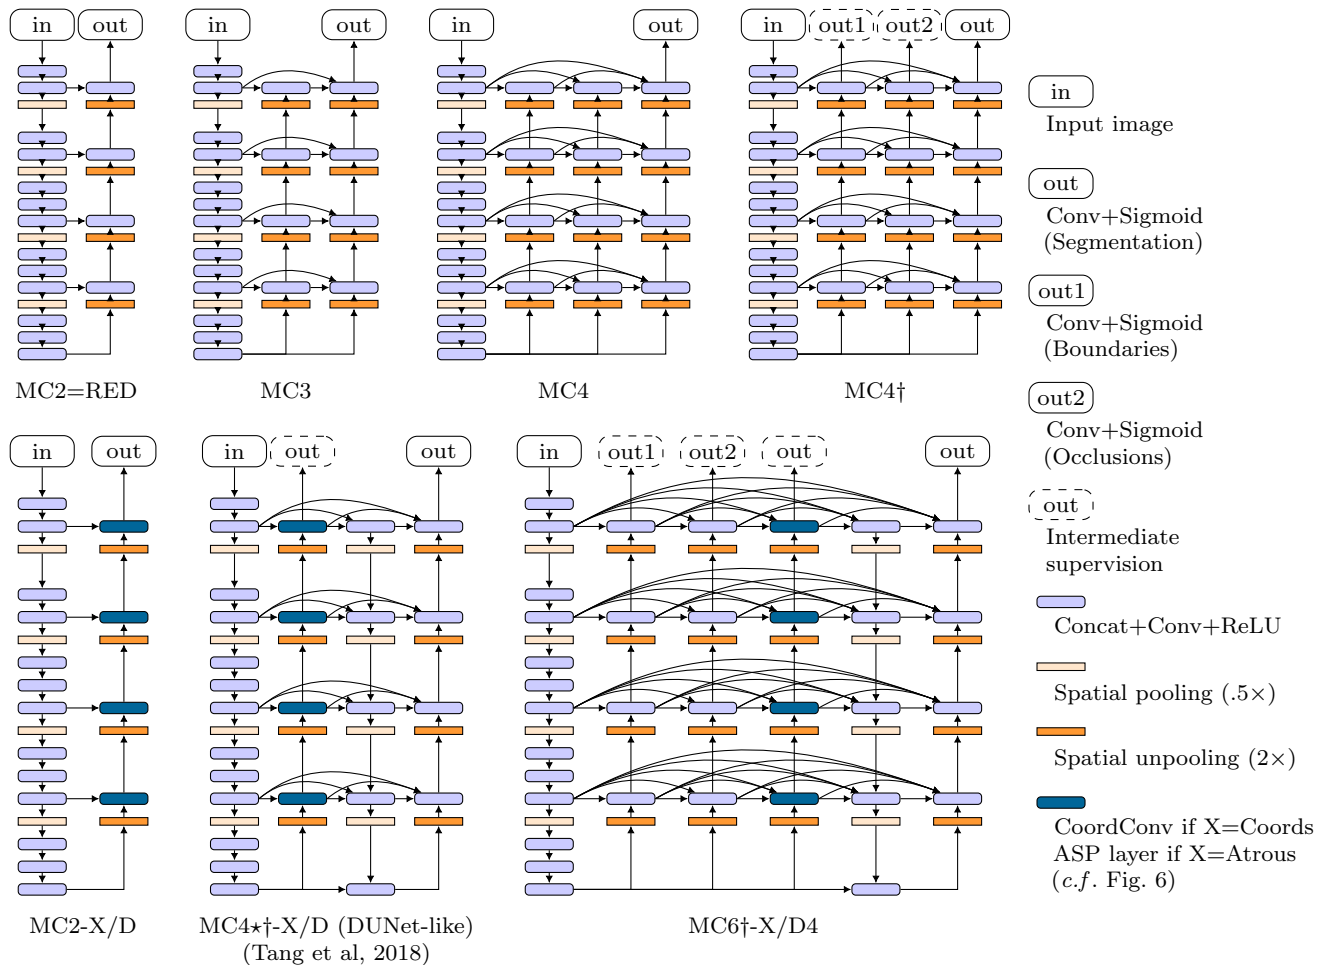 in out
in out
in out
in out1 out2 out
MC2=RED
MC3
MC4
MC4†
in out
in out out
in out1 out2 out out
MC2-X/D
MC4⋆†-X/D (DUNet-like)
(Tang et al, 2018)
MC6†-X/D4
in
Input image
out
Conv+Sigmoid
(Segmentation)
out1
Conv+Sigmoid
(Boundaries)
out2
Conv+Sigmoid
(Occlusions)
out
Intermediate
supervision
Concat+Conv+ReLU
Spatial pooling (.5×)
Spatial unpooling (2×)
CoordConv if X=Coords
ASP layer if X=Atrous
(c.f. Fig. 6)